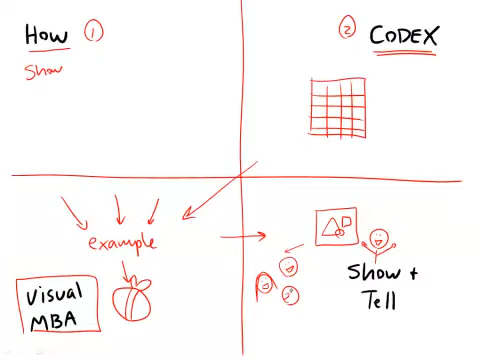 How 1
Show
2 CODEX
example
Visual
MBA
Show +
Tell